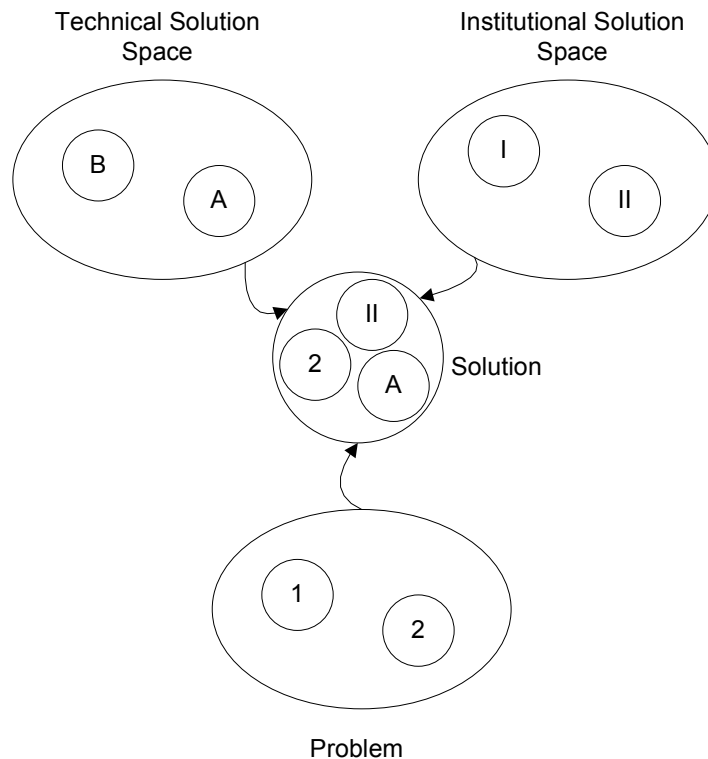 Technical Solution
Space
Institutional Solution
Space
B
A
I
II
II
2
A
Solution
1
2
Problem